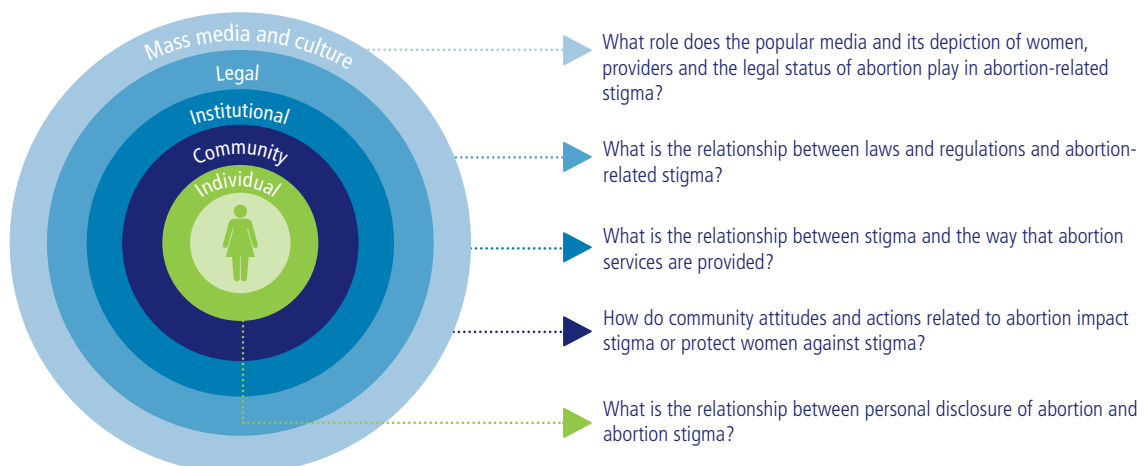 Mass media and culture
Legal
Institutional
Community
Individual
What role does the popular media and its depiction of women,
providers and the legal status of abortion play in abortion-related
stigma?
What is the relationship between laws and regulations and abortion-
related stigma?
What is the relationship between stigma and the way that abortion
services are provided?
How do community attitudes and actions related to abortion impact
stigma or protect women against stigma?
What is the relationship between personal disclosure of abortion and
abortion stigma?